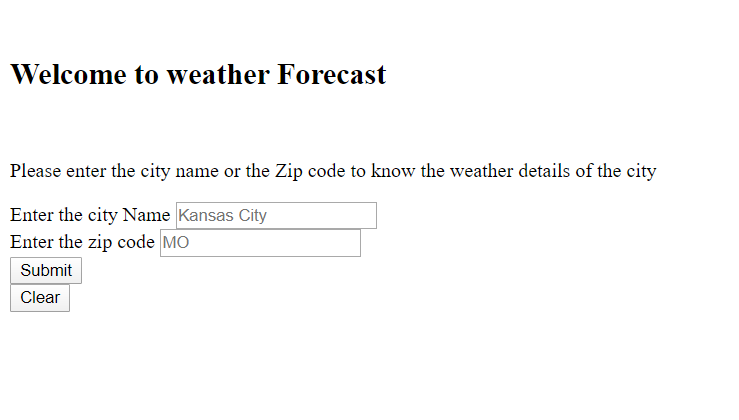 Welcome to weather Forecast
Please enter the city name or the Zip code to know the weather details of the city
Enter the city Name Kansas City
Enter the zip code MO
Submit
Clear